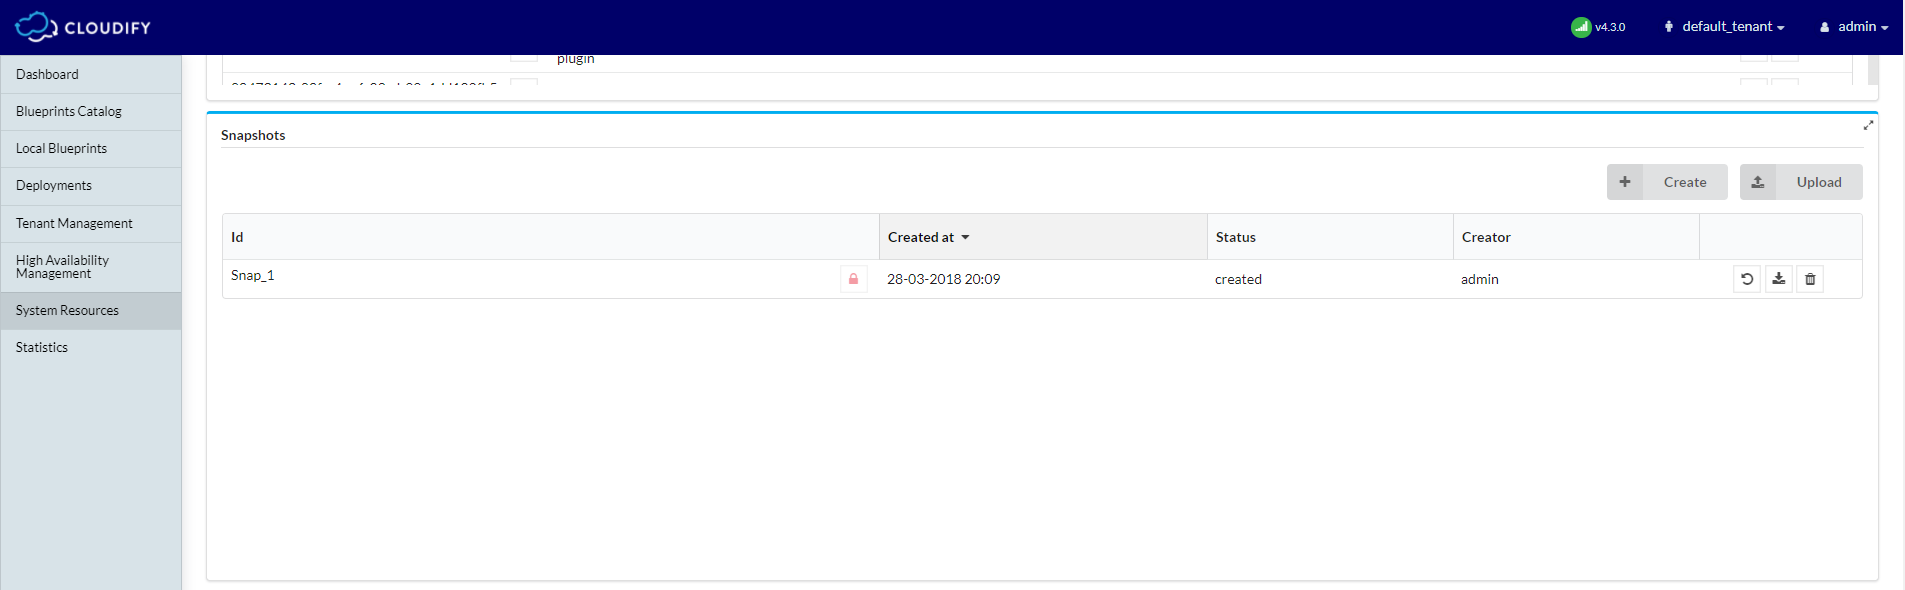 CLOUDIFY
v4.3.0
default_tenant
admin
Dashboard
Blueprints Catalog
Local Blueprints
Deployments
Tenant Management
High Availability
Management
System Resources
Statistics
plugin
Snapshots
Create
Upload
Id
Created at
Status
Creator
Snap_1
28-03-2018 20:09
created
admin